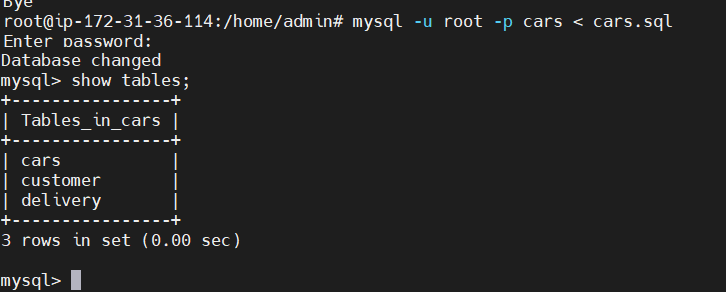 Bye
root@ip-172-31-36-114:/home/admin# mysql -u root -p cars < cars.sql
Enter password:
Database changed
mysql> show tables;
+----------------+
| Tables_in_cars |
+----------------+
| cars           |
| customer       |
| delivery       |
+----------------+
3 rows in set (0.00 sec)
mysql>